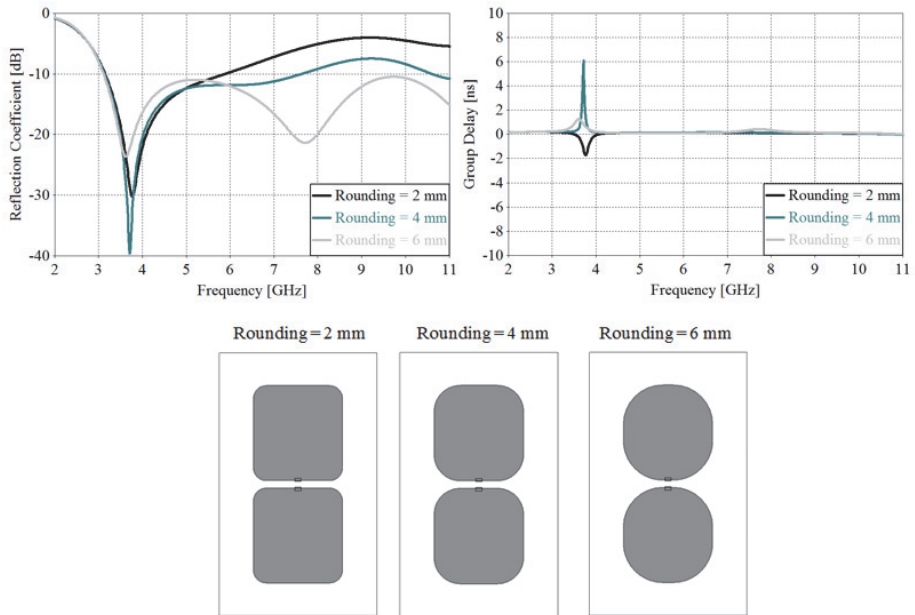 Reflection Coefficient [dB]
0
-10
-20
-30
-40
2 3 4 5 6 7 8 9 10 11
Frequency [GHz]
Rounding = 2 mm
Rounding = 4 mm
Rounding = 6 mm
Group Delay [ns]
10
8
6
4
2
0
-2
-4
-6
-8
-10
2 3 4 5 6 7 8 9 10 11
Frequency [GHz]
Rounding = 2 mm
Rounding = 4 mm
Rounding = 6 mm
Rounding = 2 mm
Rounding = 4 mm
Rounding = 6 mm